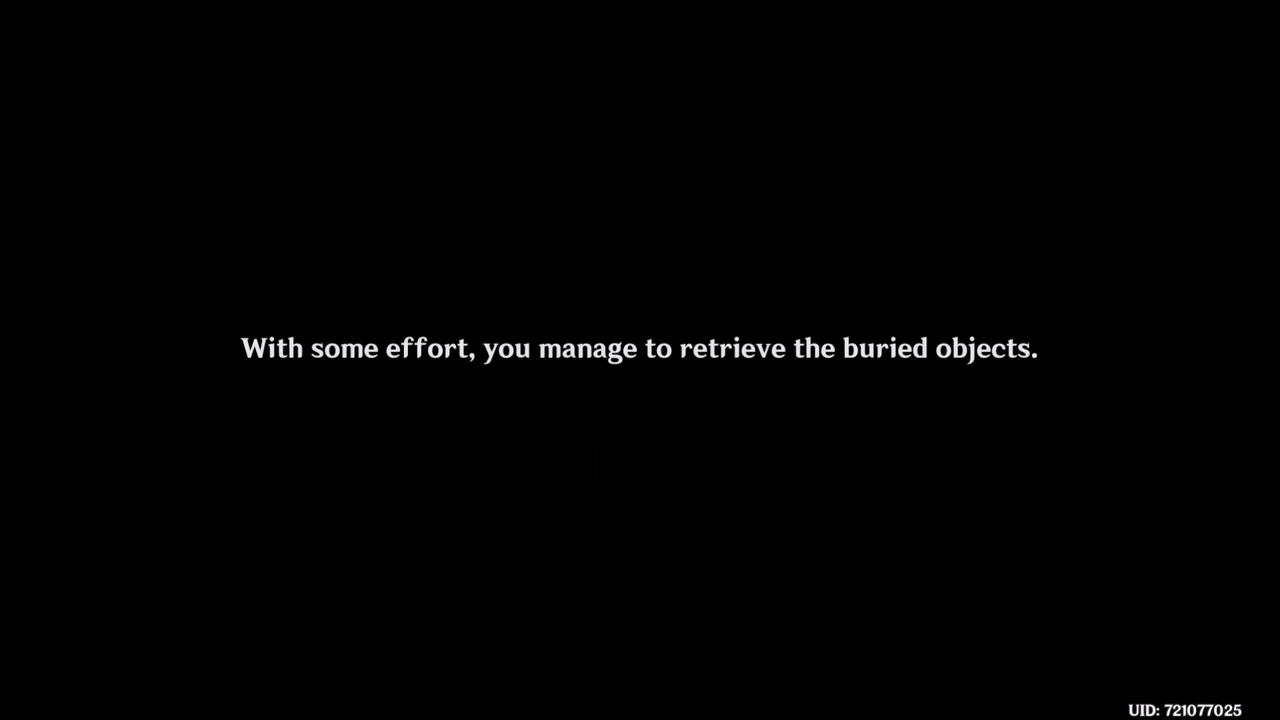 With some effort, you manage to retrieve the buried objects.
UID: 721077025